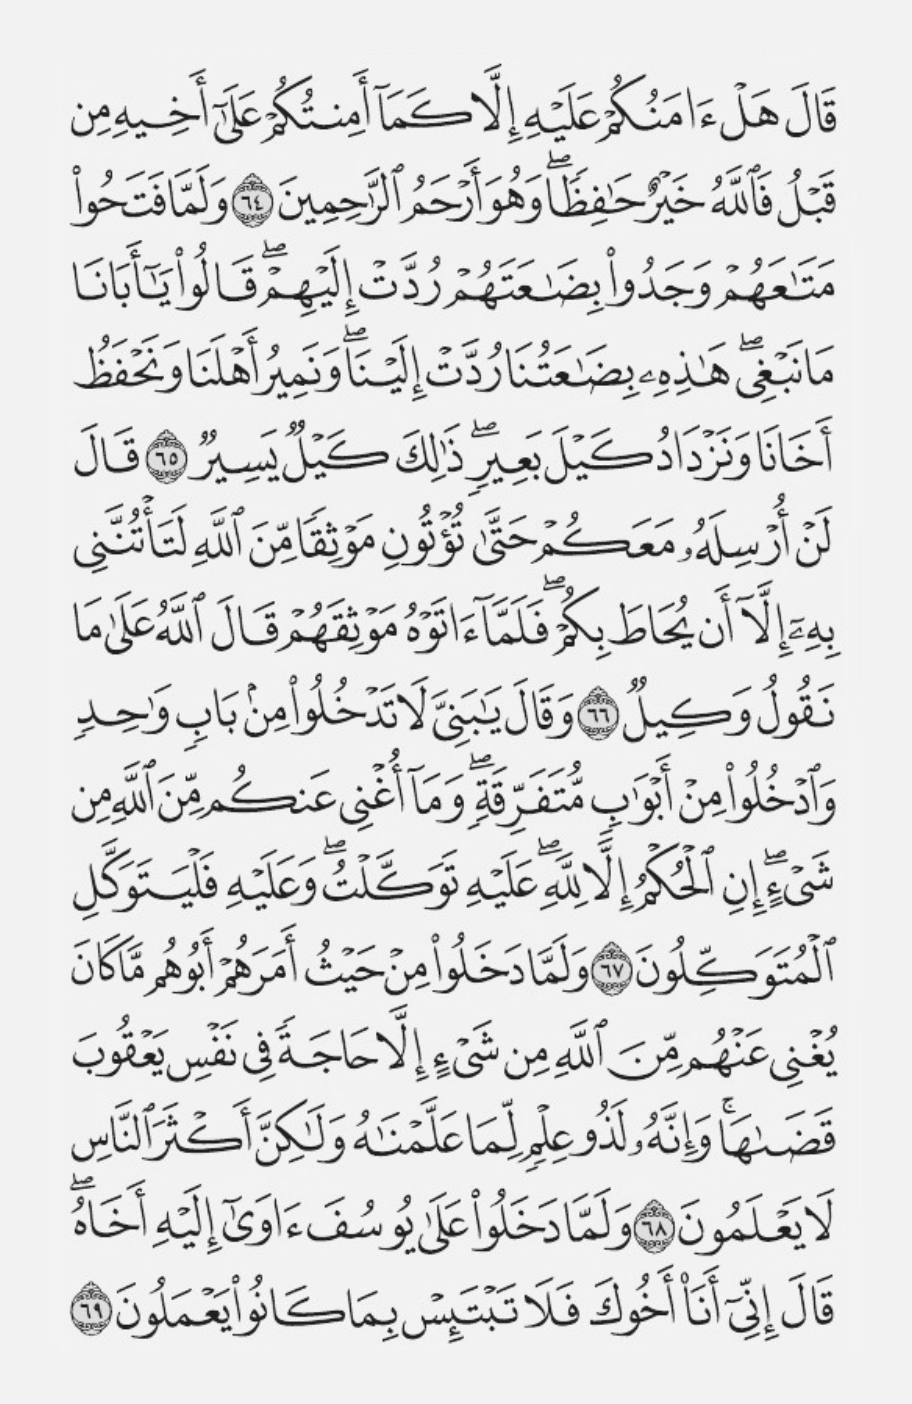 قَالَ هَلْ ءَامَنُكُمْ عَلَيْهِ إِلَّا كَمَآ أَمِنتُكُمْ عَلَىٰٓ أَخِيهِ مِن
قَبْلُ فَٱللَّهُ خَيْرٌ حَـٰفِظًاۖ وَهُوَ أَرْحَمُ ٱلرَّٰحِمِينَ ٦٤ وَلَمَّا فَتَحُوا۟
مَتَـٰعَهُمْ وَجَدُوا۟ بِضَـٰعَتَهُمْ رُدَّتْ إِلَيْهِمْۖ قَالُوا۟ يَـٰٓأَبَانَا
مَا نَبْغِىۖ هَـٰذِهِۦ بِضَـٰعَتُنَا رُدَّتْ إِلَيْنَاۖ وَنَمِيرُ أَهْلَنَا وَنَحْفَظُ
أَخَانَا وَنَزْدَادُ كَيْلَ بَعِيرٍۖ ذَٰلِكَ كَيْلٌ يَسِيرٌ ٦٥ قَالَ
لَنْ أُرْسِلَهُۥ مَعَكُمْ حَتَّىٰ تُؤْتُونِ مَوْثِقًا مِّنَ ٱللَّهِ لَتَأْتُنَّنِى
بِهِۦٓ إِلَّآ أَن يُحَاطَ بِكُمْۖ فَلَمَّآ ءَاتَوْهُ مَوْثِقَهُمْ قَالَ ٱللَّهُ عَلَىٰ مَا
نَقُولُ وَكِيلٌ ٦٦ وَقَالَ يَـٰبَنِىَّ لَا تَدْخُلُوا۟ مِنۢ بَابٍ وَٰحِدٍ
وَٱدْخُلُوا۟ مِنْ أَبْوَٰبٍ مُّتَفَرِّقَةٍۖ وَمَآ أُغْنِى عَنكُم مِّنَ ٱللَّهِ مِن
شَىْءٍۖ إِنِ ٱلْحُكْمُ إِلَّا لِلَّهِۖ عَلَيْهِ تَوَكَّلْتُۖ وَعَلَيْهِ فَلْيَتَوَكَّلِ
ٱلْمُتَوَكِّلُونَ ٦٧ وَلَمَّا دَخَلُوا۟ مِنْ حَيْثُ أَمَرَهُمْ أَبُوهُم مَّا كَانَ
يُغْنِى عَنْهُم مِّنَ ٱللَّهِ مِن شَىْءٍ إِلَّا حَاجَةً فِى نَفْسِ يَعْقُوبَ
قَضَىٰهَاۚ وَإِنَّهُۥ لَذُو عِلْمٍ لِّمَا عَلَّمْنَـٰهُ وَلَـٰكِنَّ أَكْثَرَ ٱلنَّاسِ
لَا يَعْلَمُونَ ٦٨ وَلَمَّا دَخَلُوا۟ عَلَىٰ يُوسُفَ ءَاوَىٰٓ إِلَيْهِ أَخَاهُۖ
قَالَ إِنِّىٓ أَنَا۠ أَخُوكَ فَلَا تَبْتَئِسْ بِمَا كَانُوا۟ يَعْمَلُونَ ٦٩